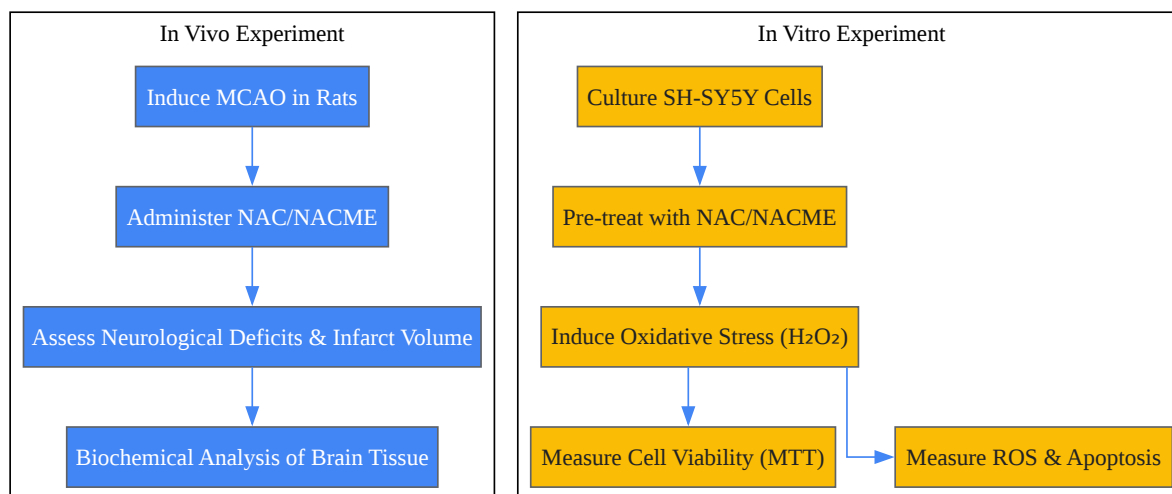 In Vivo Experiment
Induce MCAO in Rats
Administer NAC/NACME
Assess Neurological Deficits & Infarct Volume
Biochemical Analysis of Brain Tissue
In Vitro Experiment
Culture SH-SY5Y Cells
Pre-treat with NAC/NACME
Induce Oxidative Stress (H₂O₂)
Measure Cell Viability (MTT)
Measure ROS & Apoptosis